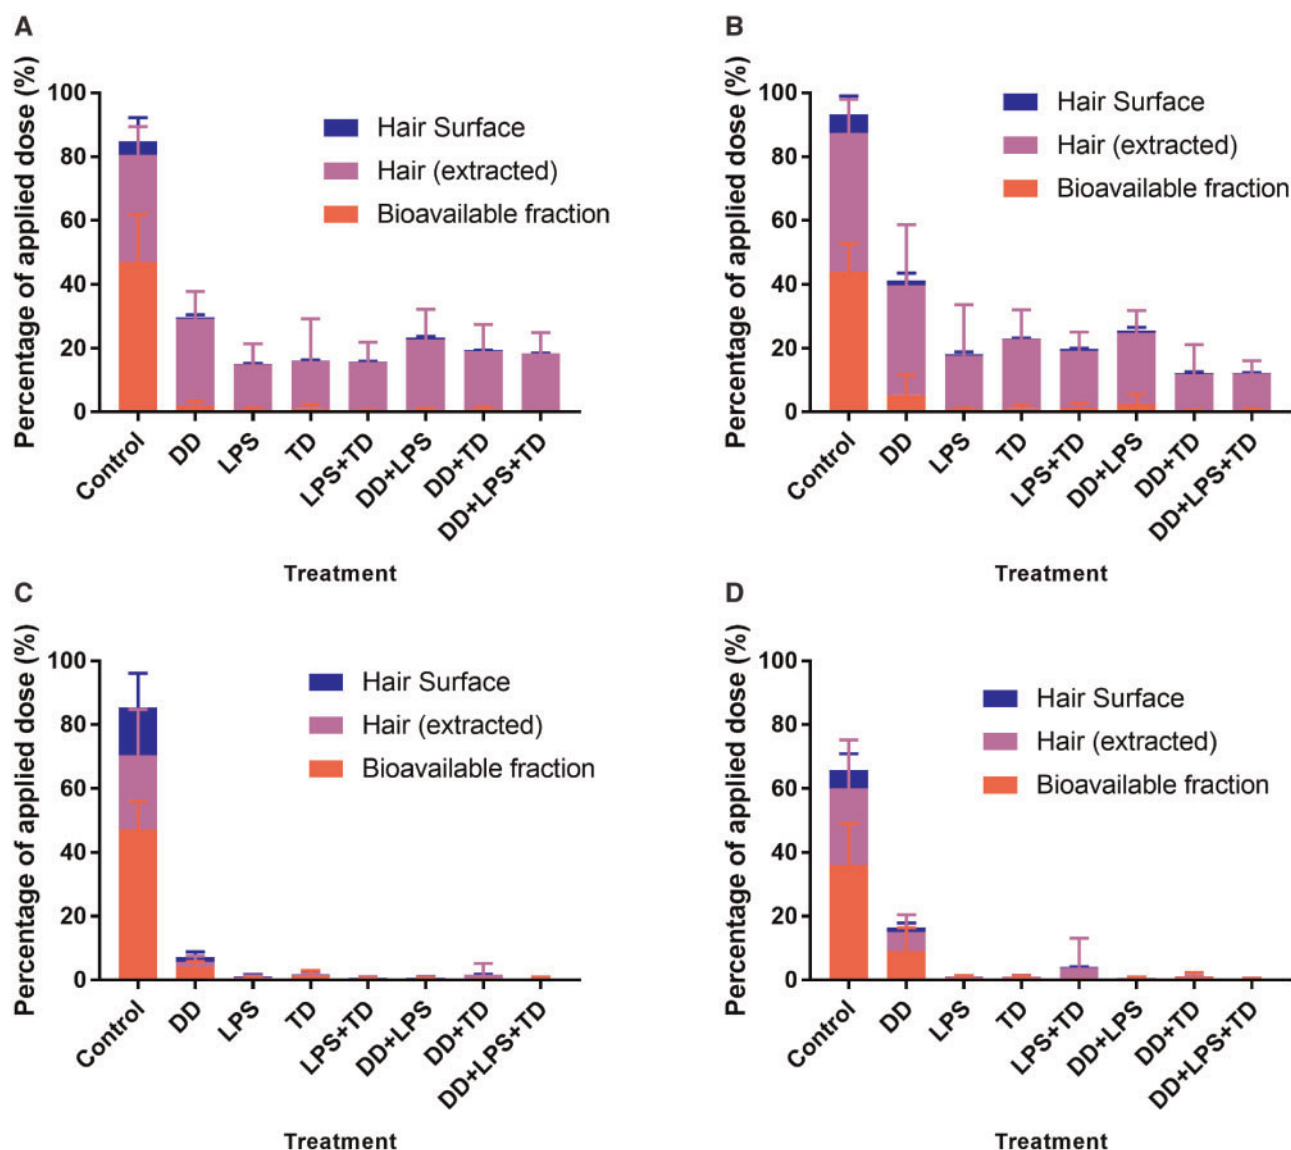 A
Percentage of applied dose (%)
100
80
60
40
20
0
Hair Surface
Hair (extracted)
Bioavailable fraction
Control
DD
LPS
TD
LPS+TD
DD+LPS
DD+TD
DD+LPS+TD
Treatment
B
Percentage of applied dose (%)
100
80
60
40
20
0
Hair Surface
Hair (extracted)
Bioavailable fraction
Control
DD
LPS
TD
LPS+TD
DD+LPS
DD+TD
DD+LPS+TD
Treatment
C
Percentage of applied dose (%)
100
80
60
40
20
0
Hair Surface
Hair (extracted)
Bioavailable fraction
Control
DD
LPS
TD
LPS+TD
DD+LPS
DD+TD
DD+LPS+TD
Treatment
D
Percentage of applied dose (%)
100
80
60
40
20
0
Hair Surface
Hair (extracted)
Bioavailable fraction
Control
DD
LPS
TD
LPS+TD
DD+LPS
DD+TD
DD+LPS+TD
Treatment